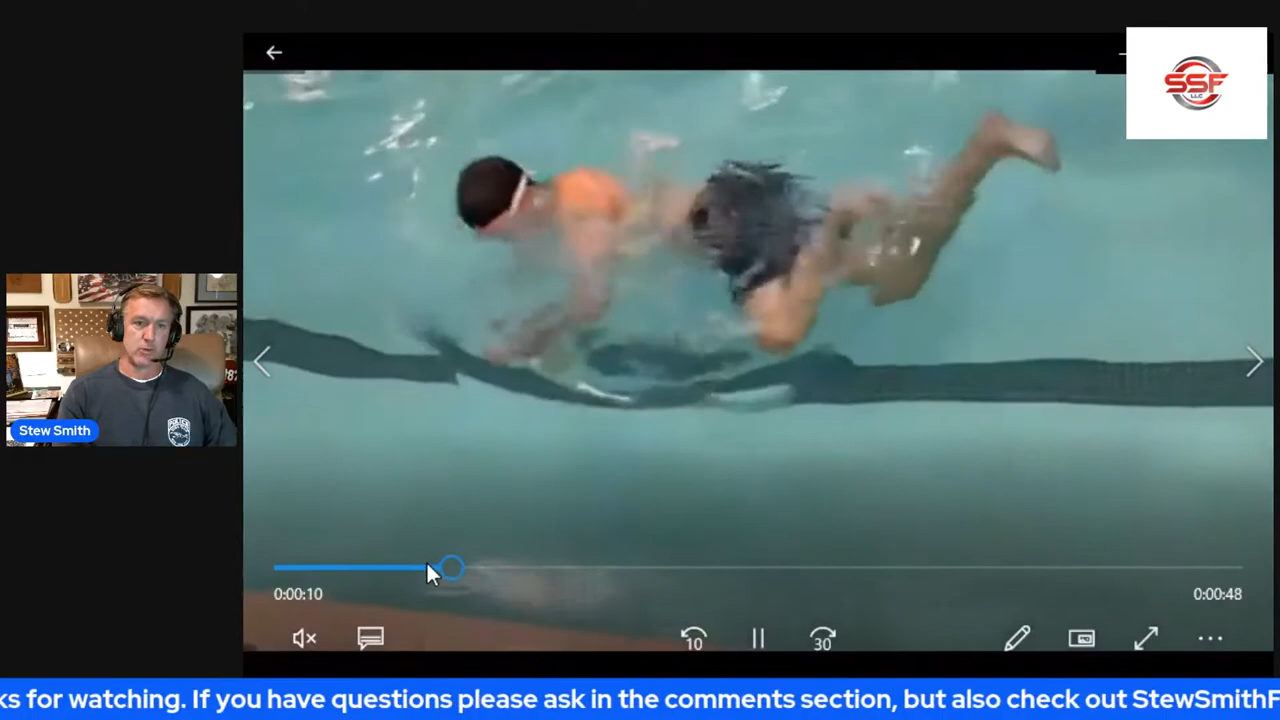 SSF
LLC
Stew Smith
0:00:10
0:00:48
10
30
ks for watching. If you have questions please ask in the comments section, but also check out StewSmithF